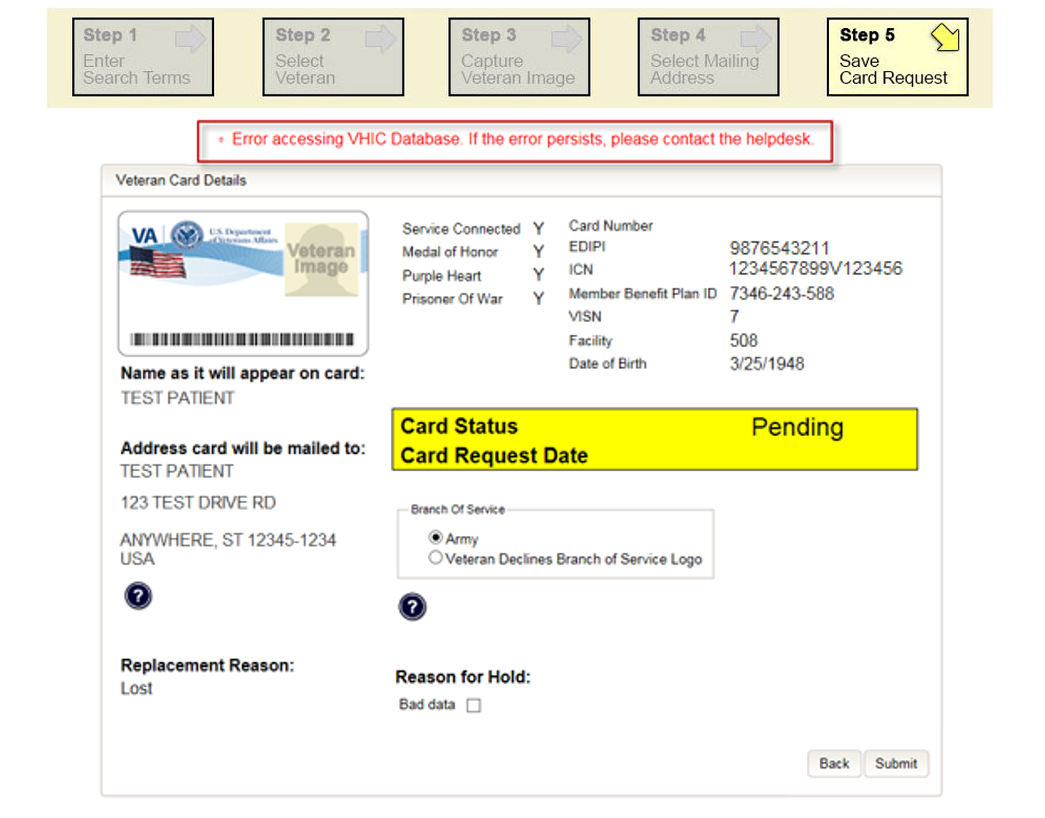 Step 1
Enter
Search Terms
Step 2
Select
Veteran
Step 3
Capture
Veteran Image
Step 4
Select Mailing
Address
Step 5
Save
Card Request
Error accessing VHIC Database. If the error persists, please contact the helpdesk.
Veteran Card Details
VA
U.S. Department
of Veterans Affairs
Veteran
Image
Name as it will appear on card:
TEST PATIENT
Address card will be mailed to:
TEST PATIENT
123 TEST DRIVE RD
ANYWHERE, ST 12345-1234
USA
?
Replacement Reason:
Lost
Service Connected Y
Medal of Honor Y
Purple Heart Y
Prisoner Of War Y
Card Number
EDIPI 9876543211
ICN 1234567899V123456
Member Benefit Plan ID 7346-243-588
VISN 7
Facility 508
Date of Birth 3/25/1948
Card Status Pending
Card Request Date
Branch Of Service
Army
Veteran Declines Branch of Service Logo
?
Reason for Hold:
Bad data
Back Submit